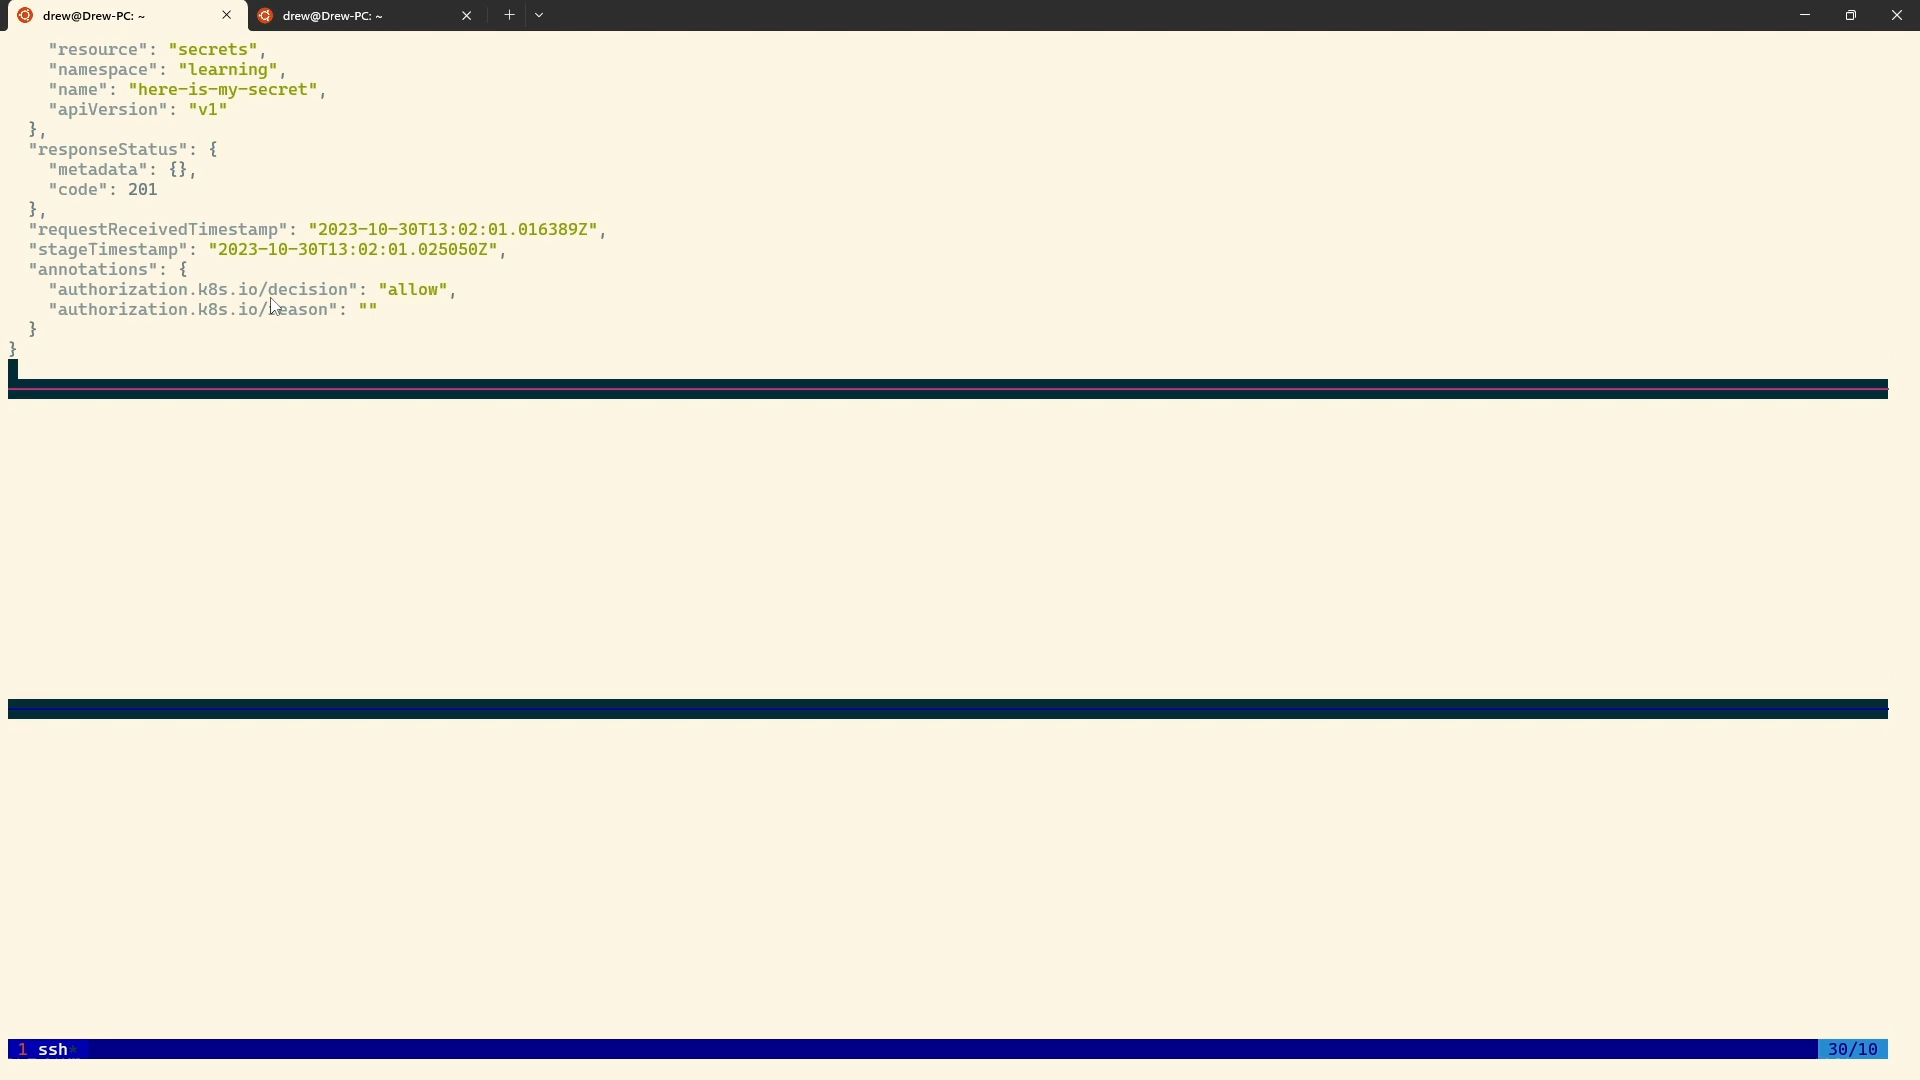 drew@Drew-PC: ~
drew@Drew-PC: ~
"resource": "secrets",
"namespace": "learning",
"name": "here-is-my-secret",
"apiVersion": "v1"
},
"responseStatus": {
"metadata": {},
"code": 201
},
"requestReceivedTimestamp": "2023-10-30T13:02:01.016389Z",
"stageTimestamp": "2023-10-30T13:02:01.025050Z",
"annotations": {
"authorization.k8s.io/decision": "allow",
"authorization.k8s.io/reason": ""
}
}
1 ssh*
30/10